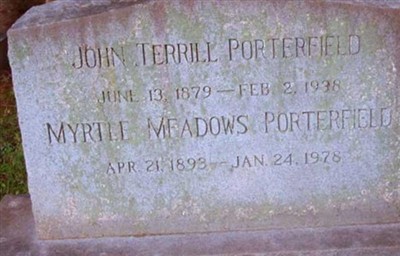 JOHN TERRILL PORTERFIELD
JUNE 13, 1879 — FEB 2, 1938
MYRTLE MEADOWS PORTERFIELD
APR. 21, 1893 — JAN. 24, 1978